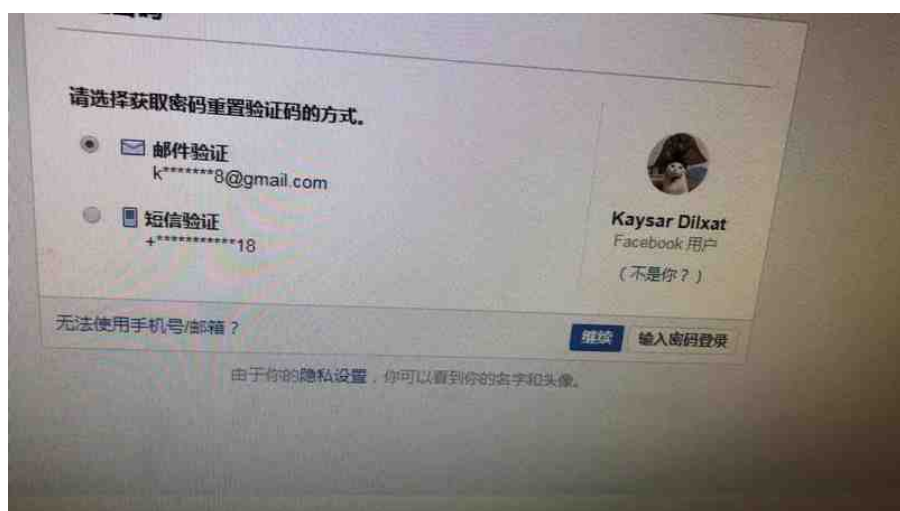 请选择获取密码重置验证码的方式。
邮件验证
k*******8@gmail.com
短信验证
+***********18
Kaysar Dilxat
Facebook 用户
(不是你?)
无法使用手机号/邮箱?
继续
输入密码登录
由于你的隐私设置,你可以看到你的名字和头像。